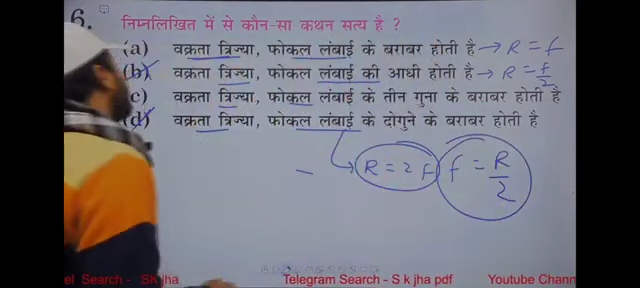 6. निम्नलिखित में से कौन-सा कथन सत्य है ?
(a) वक्रता त्रिज्या, फोकल लंबाई के बराबर होती है → R = f
(b) वक्रता त्रिज्या, फोकल लंबाई की आधी होती है → R = f/2
(c) वक्रता त्रिज्या, फोकल लंबाई के तीन गुना के बराबर होती है
(d) वक्रता त्रिज्या, फोकल लंबाई के दोगुने के बराबर होती है
R = 2F f = R/2
el Search - SK jha Telegram Search - S k jha pdf Youtube Chann